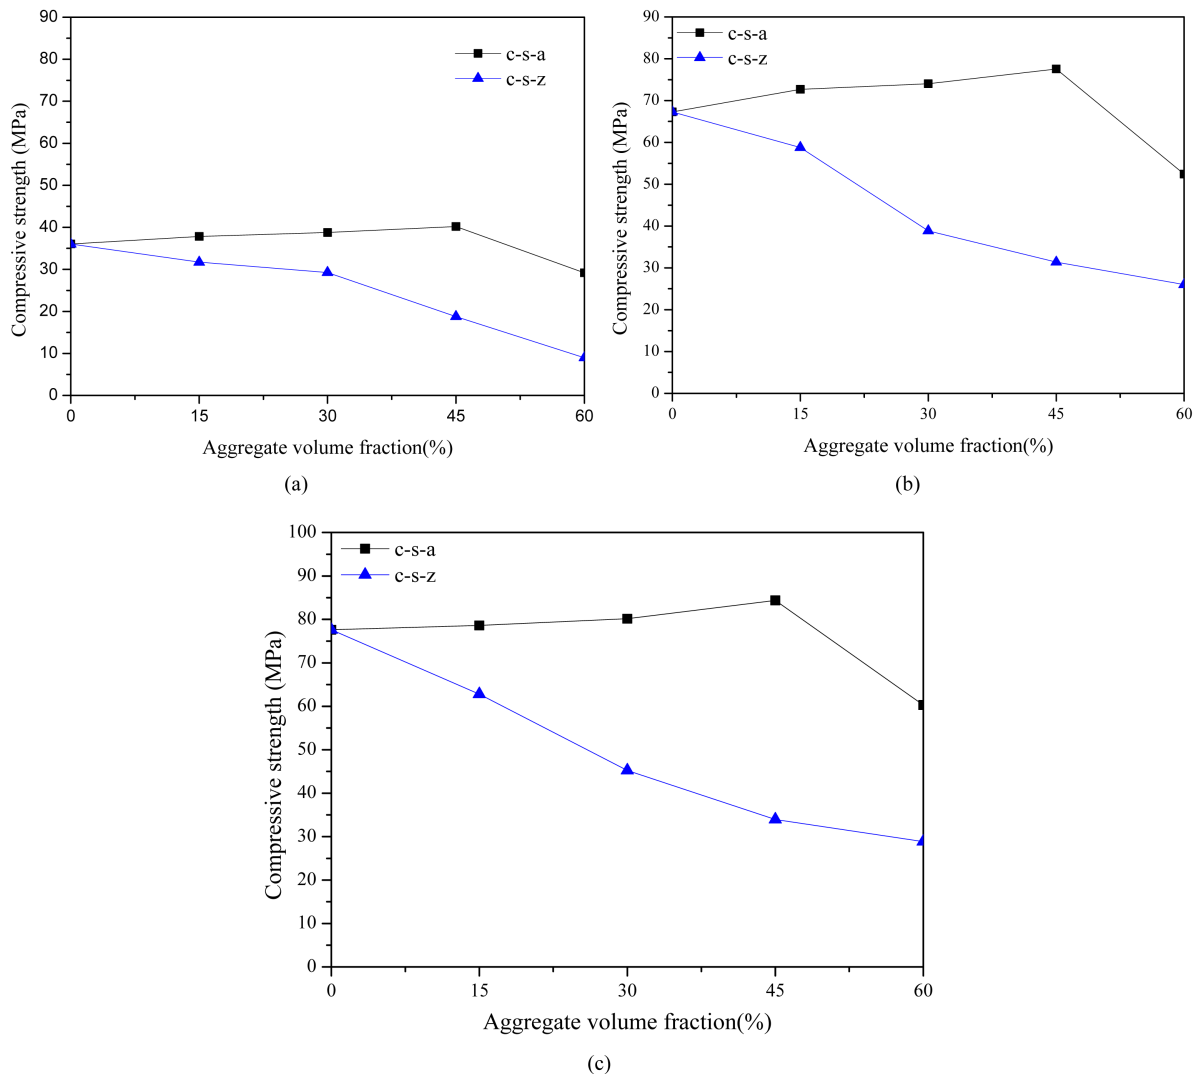 90
80
70
60
50
40
30
20
10
0
Compressive strength (MPa)
c-s-a
c-s-z
0 15 30 45 60
Aggregate volume fraction(%)
(a)
90
80
70
60
50
40
30
20
10
0
Compressive strength (MPa)
c-s-a
c-s-z
0 15 30 45 60
Aggregate volume fraction(%)
(b)
100
90
80
70
60
50
40
30
20
10
0
Compressive strength (MPa)
c-s-a
c-s-z
0 15 30 45 60
Aggregate volume fraction(%)
(c)